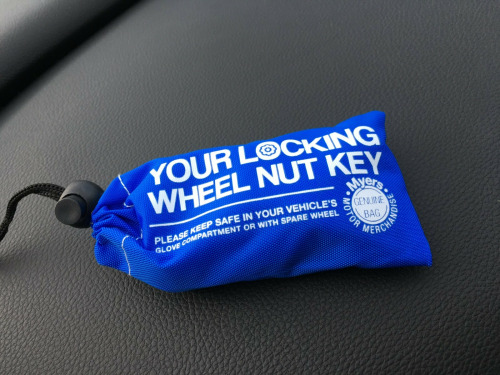 YOUR LOCKING
WHEEL NUT KEY
PLEASE KEEP SAFE IN YOUR VEHICLE'S
GLOVE COMPARTMENT OR WITH SPARE WHEEL
Myers
GENUINE
BAG
MOTOR MERCHANDISE